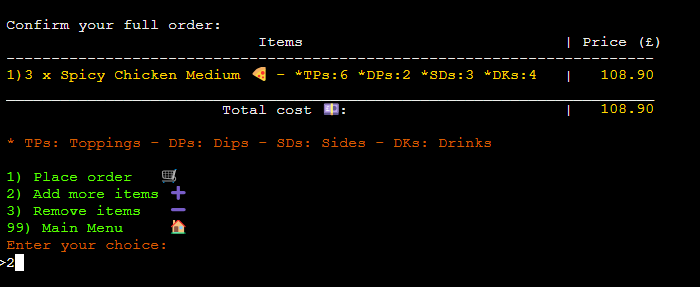 Confirm your full order:
Items | Price (£)
1)3 x Spicy Chicken Medium 🍕 - *TPs:6 *DPs:2 *SDs:3 *DKs:4 | 108.90
Total cost 💷: | 108.90
* TPs: Toppings - DPs: Dips - SDs: Sides - DKs: Drinks
1) Place order 🛒
2) Add more items ➕
3) Remove items ➖
99) Main Menu 🏠
Enter your choice:
>2